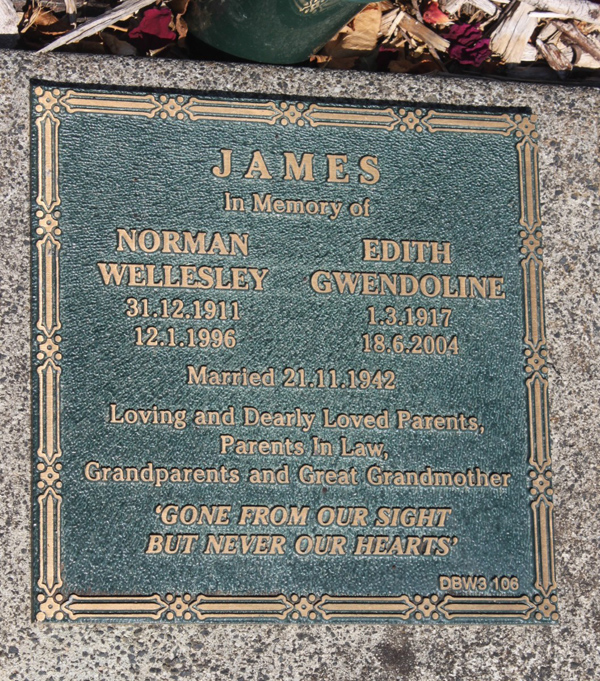 JAMES
In Memory of
NORMAN
WELLESLEY
31.12.1911
12.1.1996
EDITH
GWENDOLINE
1.3.1917
18.6.2004
Married 21.11.1942
Loving and Dearly Loved Parents,
Parents In Law,
Grandparents and Great Grandmother
'GONE FROM OUR SIGHT
BUT NEVER OUR HEARTS'
DBW3 106